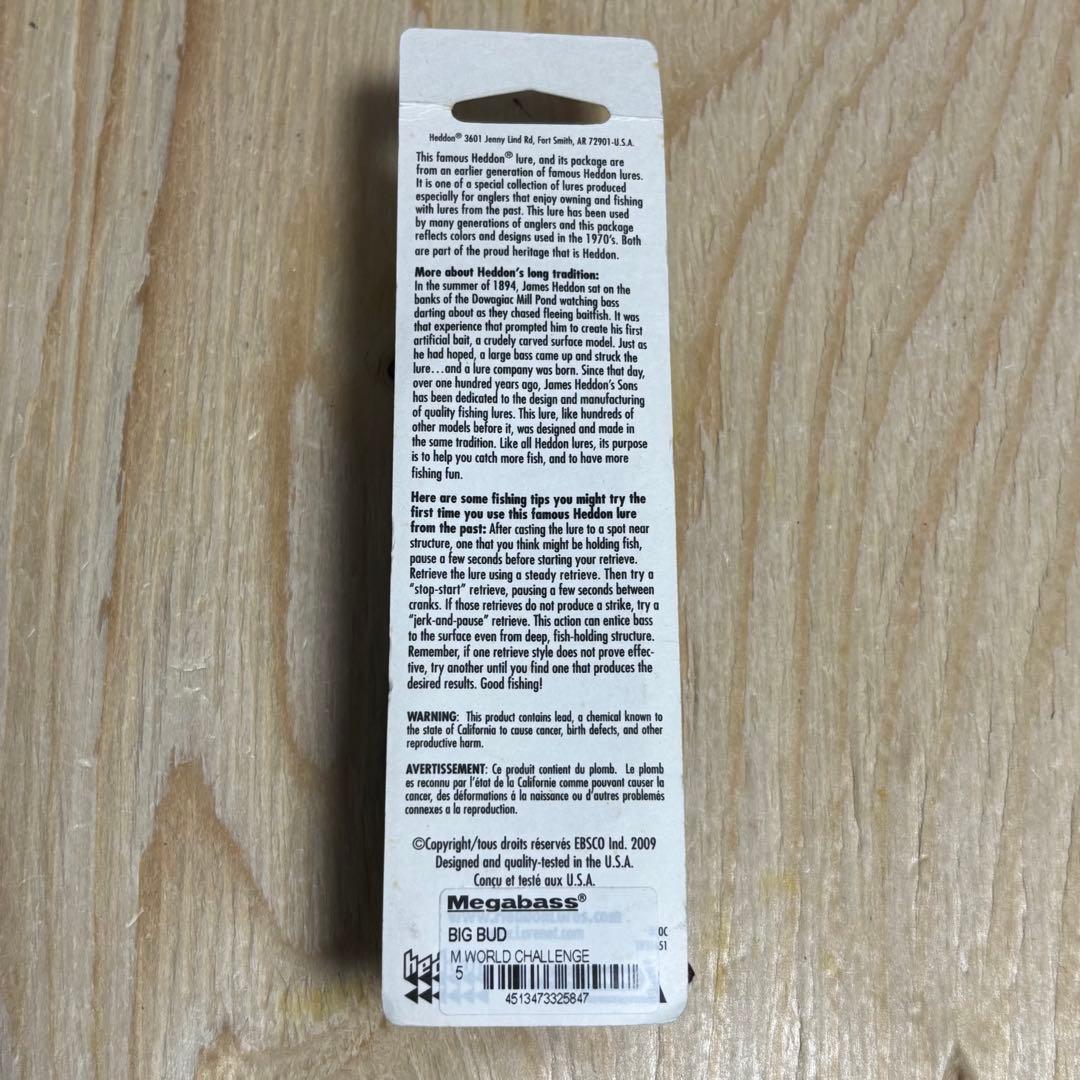 Heddon® 3601 Jenny Lind Rd, Fort Smith, AR 72901-U.S.A.
This famous Heddon® lure, and its package are
from an earlier generation of famous Heddon lures.
It is one of a special collection of lures produced
especially for anglers that enjoy owning and fishing
with lures from the past. This lure has been used
by many generations of anglers and this package
reflects colors and designs used in the 1970's. Both
are part of the proud heritage that is Heddon.
More about Heddon's long tradition:
In the summer of 1894, James Heddon sat on the
banks of the Dowagiac Mill Pond watching bass
darting about as they chased fleeing baitfish. It was
that experience that prompted him to create his first
artificial bait, a crudely carved surface model. Just as
he had hoped, a large bass came up and struck the
lure...and a lure company was born. Since that day,
over one hundred years ago, James Heddon's Sons
has been dedicated to the design and manufacturing
of quality fishing lures. This lure, like hundreds of
other models before it, was designed and made in
the same tradition. Like all Heddon lures, its purpose
is to help you catch more fish, and to have more
fishing fun.
Here are some fishing tips you might try the
first time you use this famous Heddon lure
from the past: After casting the lure to a spot near
structure, one that you think might be holding fish,
pause a few seconds before starting your retrieve.
Retrieve the lure using a steady retrieve. Then try a
"stop-start" retrieve, pausing a few seconds between
cranks. If those retrieves do not produce a strike, try a
"jerk-and-pause" retrieve. This action can entice bass
to the surface even from deep, fish-holding structure.
Remember, if one retrieve style does not prove effec-
tive, try another until you find one that produces the
desired results. Good fishing!
WARNING: This product contains lead, a chemical known to
the state of California to cause cancer, birth defects, and other
reproductive harm.
AVERTISSEMENT: Ce produit contient du plomb. Le plomb
es reconnu par l'état de la Californie comme pouvant causer la
cancer, des déformations á la naissance ou d'autres problemés
connexes a la reproduction.
©Copyright/tous droits réservés EBSCO Ind. 2009
Designed and quality-tested in the U.S.A.
Conçu et testé aux U.S.A.
Megabass®
BIG BUD
M WORLD CHALLENGE
5
4513473325847